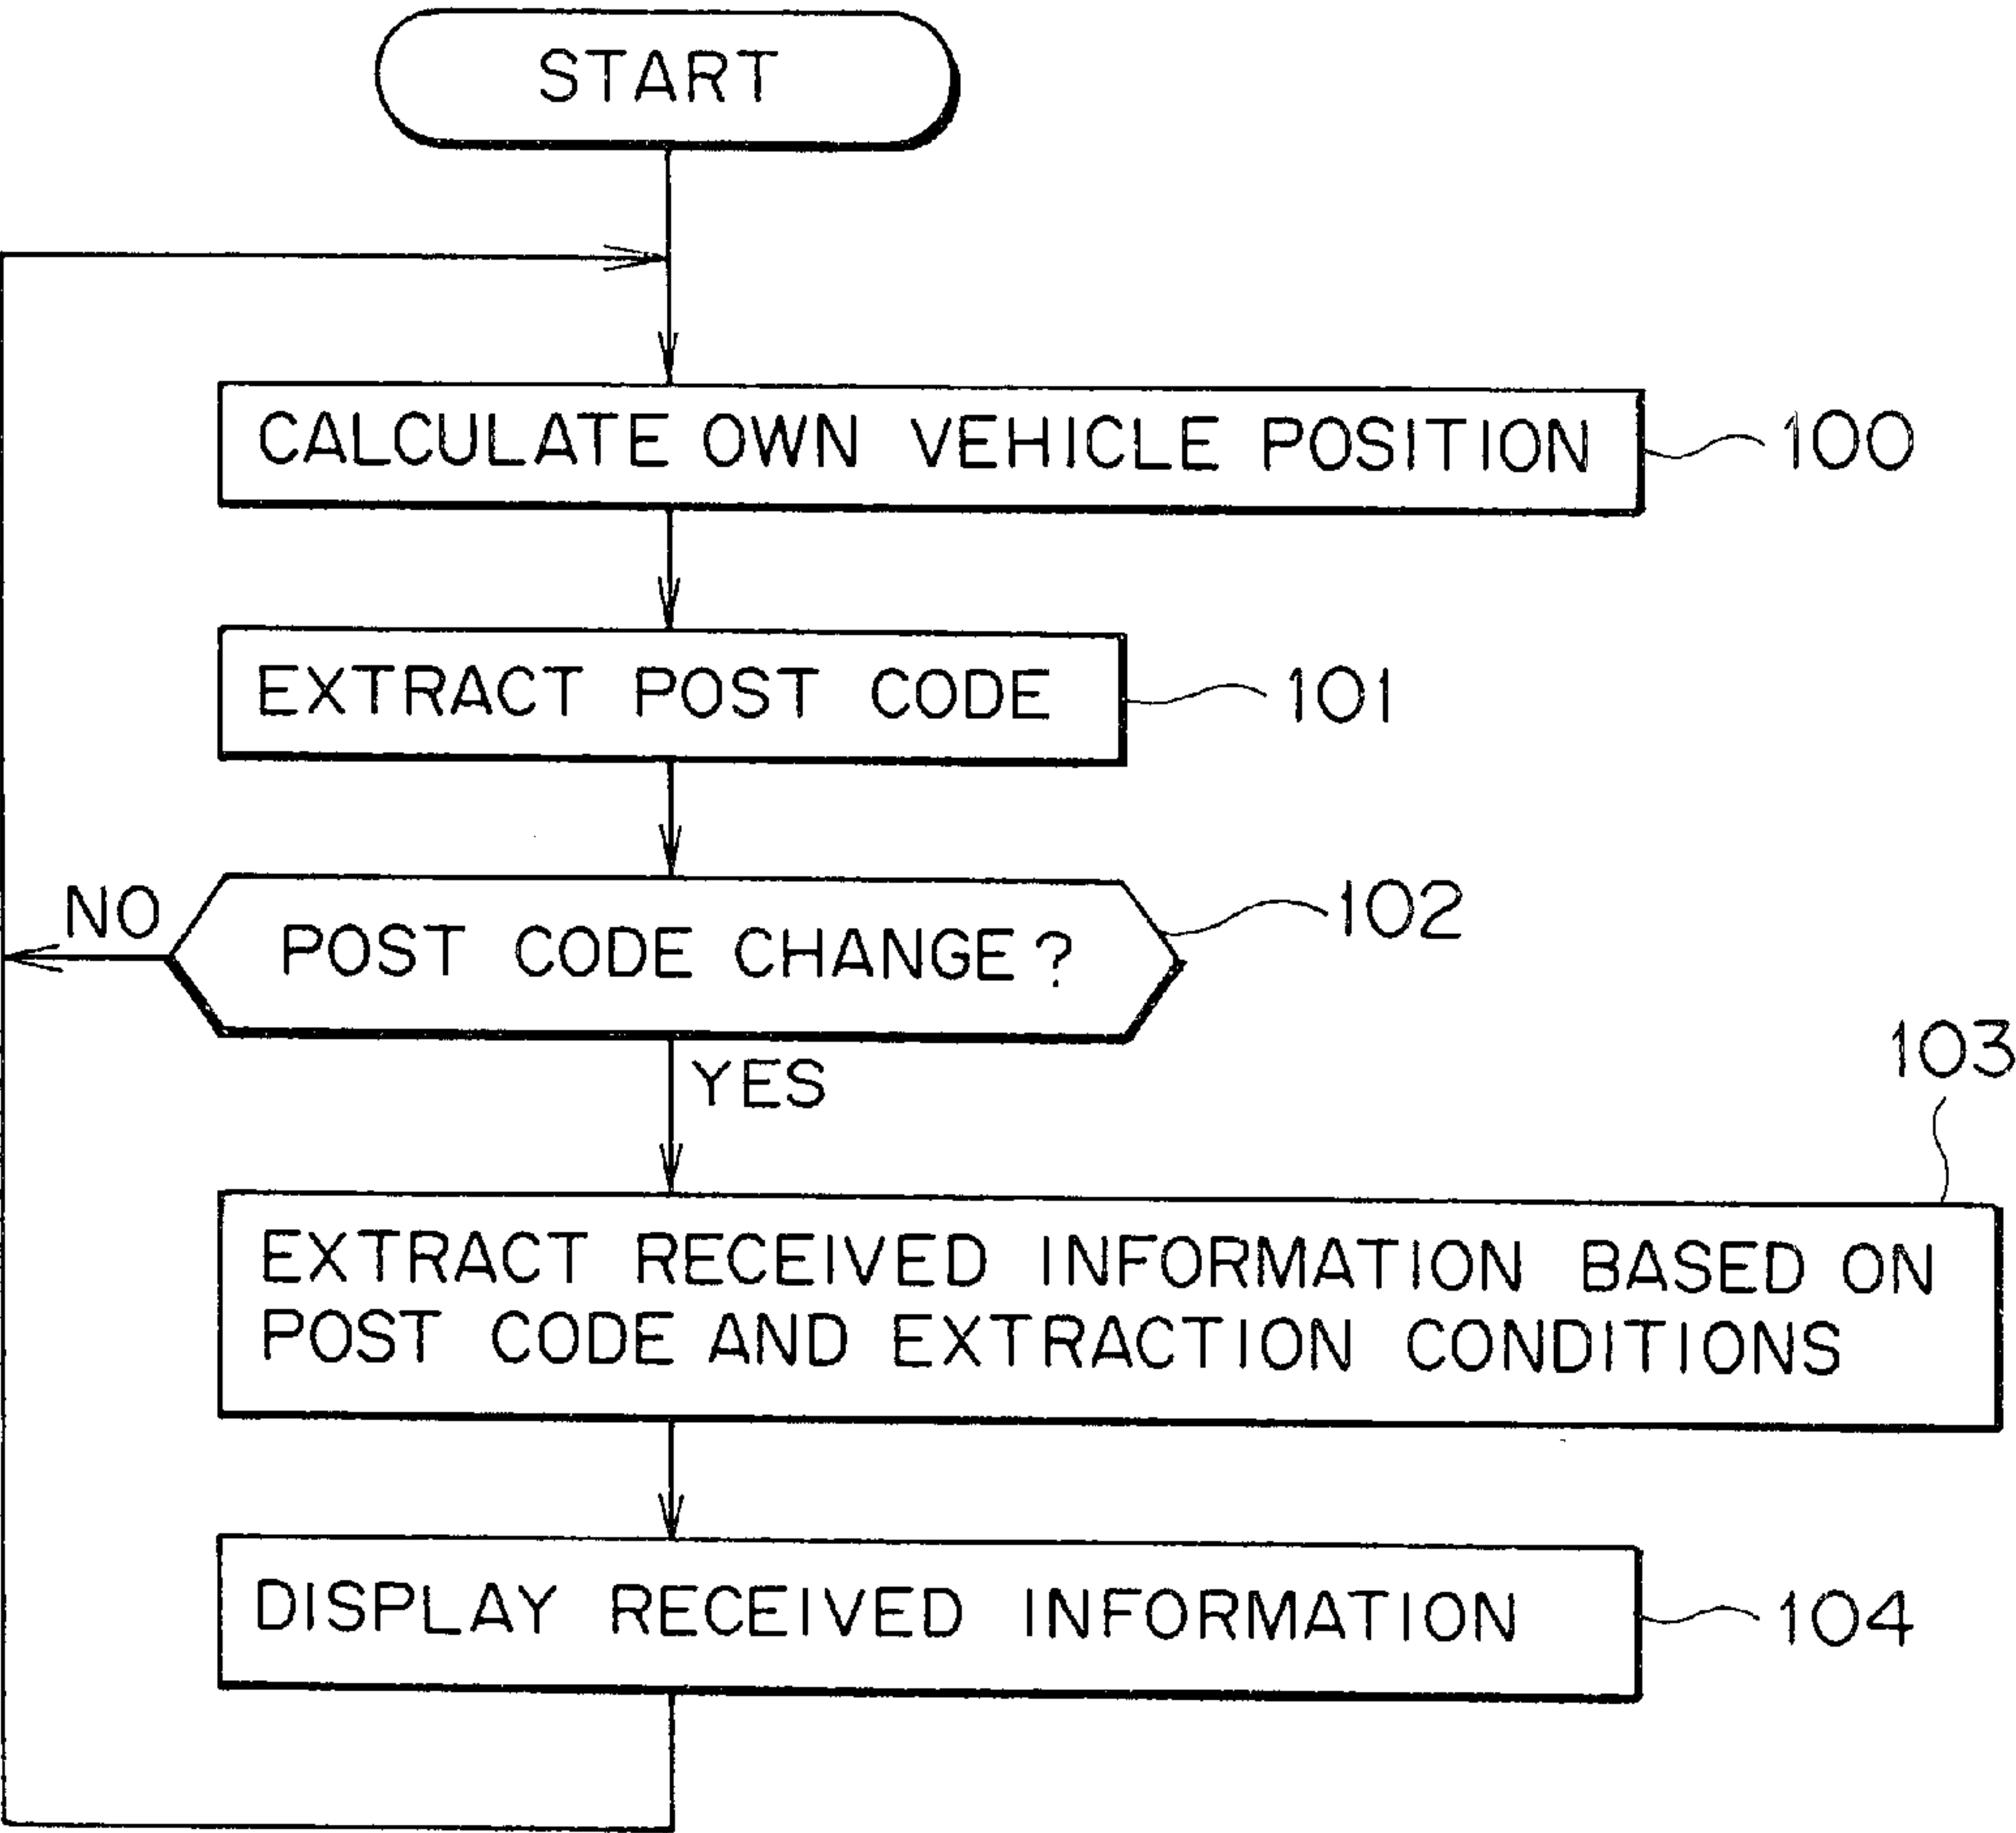 START
CALCULATE OWN VEHICLE POSITION
100
EXTRACT POST CODE
101
NO
POST CODE CHANGE?
102
YES
103
EXTRACT RECEIVED INFORMATION BASED ON
POST CODE AND EXTRACTION CONDITIONS
DISPLAY RECEIVED INFORMATION
104